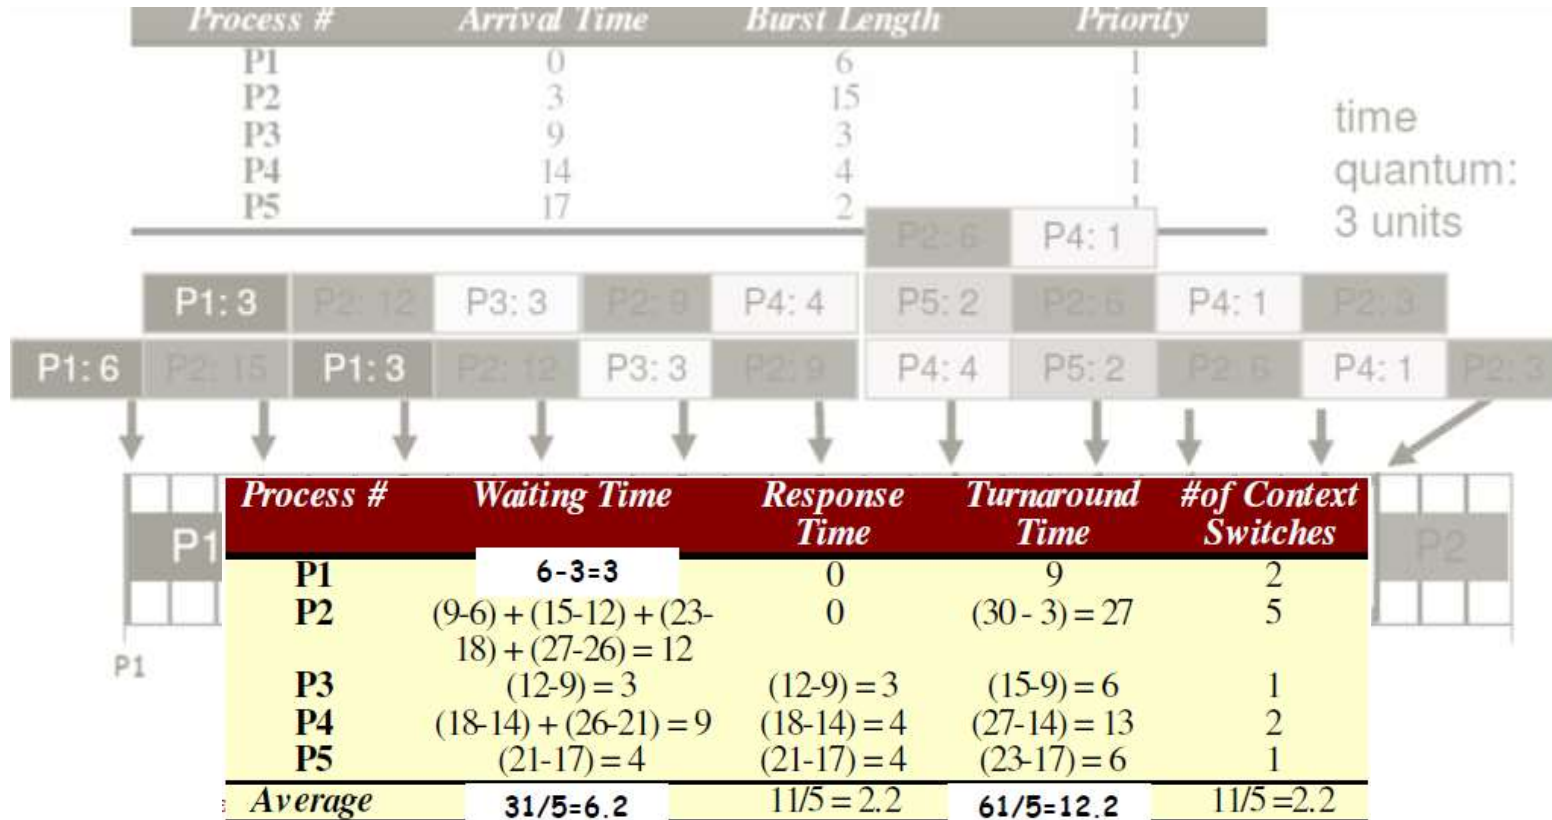 Process # Arrival Time Burst Length Priority
P1 0 6 1
P2 3 15 1
P3 9 3 1
P4 14 4 1
P5 17 2 1
time
quantum:
3 units
P2: 6 P4: 1
P1: 3 P2: 12 P3: 3 P2: 9 P4: 4 P5: 2 P2: 6 P4: 1 P2: 3
P1: 6 P2: 15 P1: 3 P2: 12 P3: 3 P2: 9 P4: 4 P5: 2 P2: 6 P4: 1 P2: 3
P1 P2
P1
Process # Waiting Time Response Time Turnaround Time #of Context Switches
P1 6-3=3 0 9 2
P2 (9-6) + (15-12) + (23- 0 (30 - 3) = 27 5
18) + (27-26) = 12
P3 (12-9) = 3 (12-9) = 3 (15-9) = 6 1
P4 (18-14) + (26-21) = 9 (18-14) = 4 (27-14) = 13 2
P5 (21-17) = 4 (21-17) = 4 (23-17) = 6 1
Average 31/5=6.2 11/5 = 2.2 61/5=12.2 11/5 =2.2